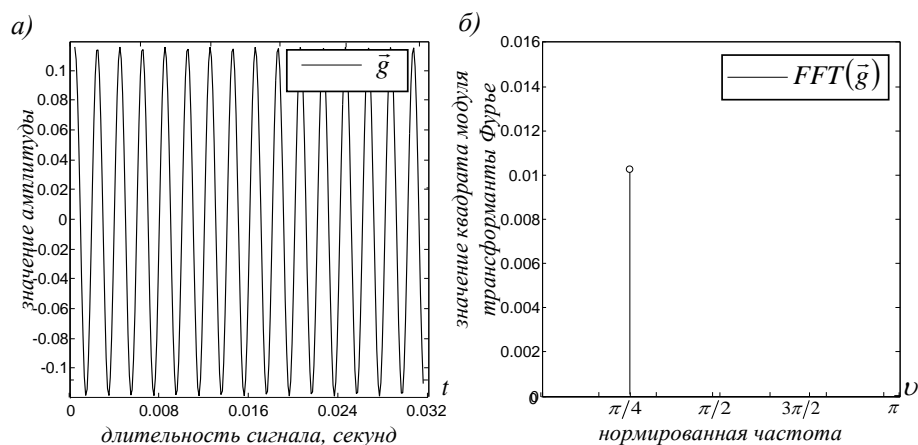 а)
значение амплитуды
0.1
0.08
0.06
0.04
0.02
0
-0.02
-0.04
-0.06
-0.08
-0.1
g⃗
0
0.008
0.016
0.024
0.032
t
длительность сигнала, секунд
б)
значение квадрата модуля
трансформанты Фурье
0.016
0.014
0.012
0.01
0.008
0.006
0.004
0.002
0
FFT(g⃗)
π/4
π/2
3π/2
π
υ
нормированная частота